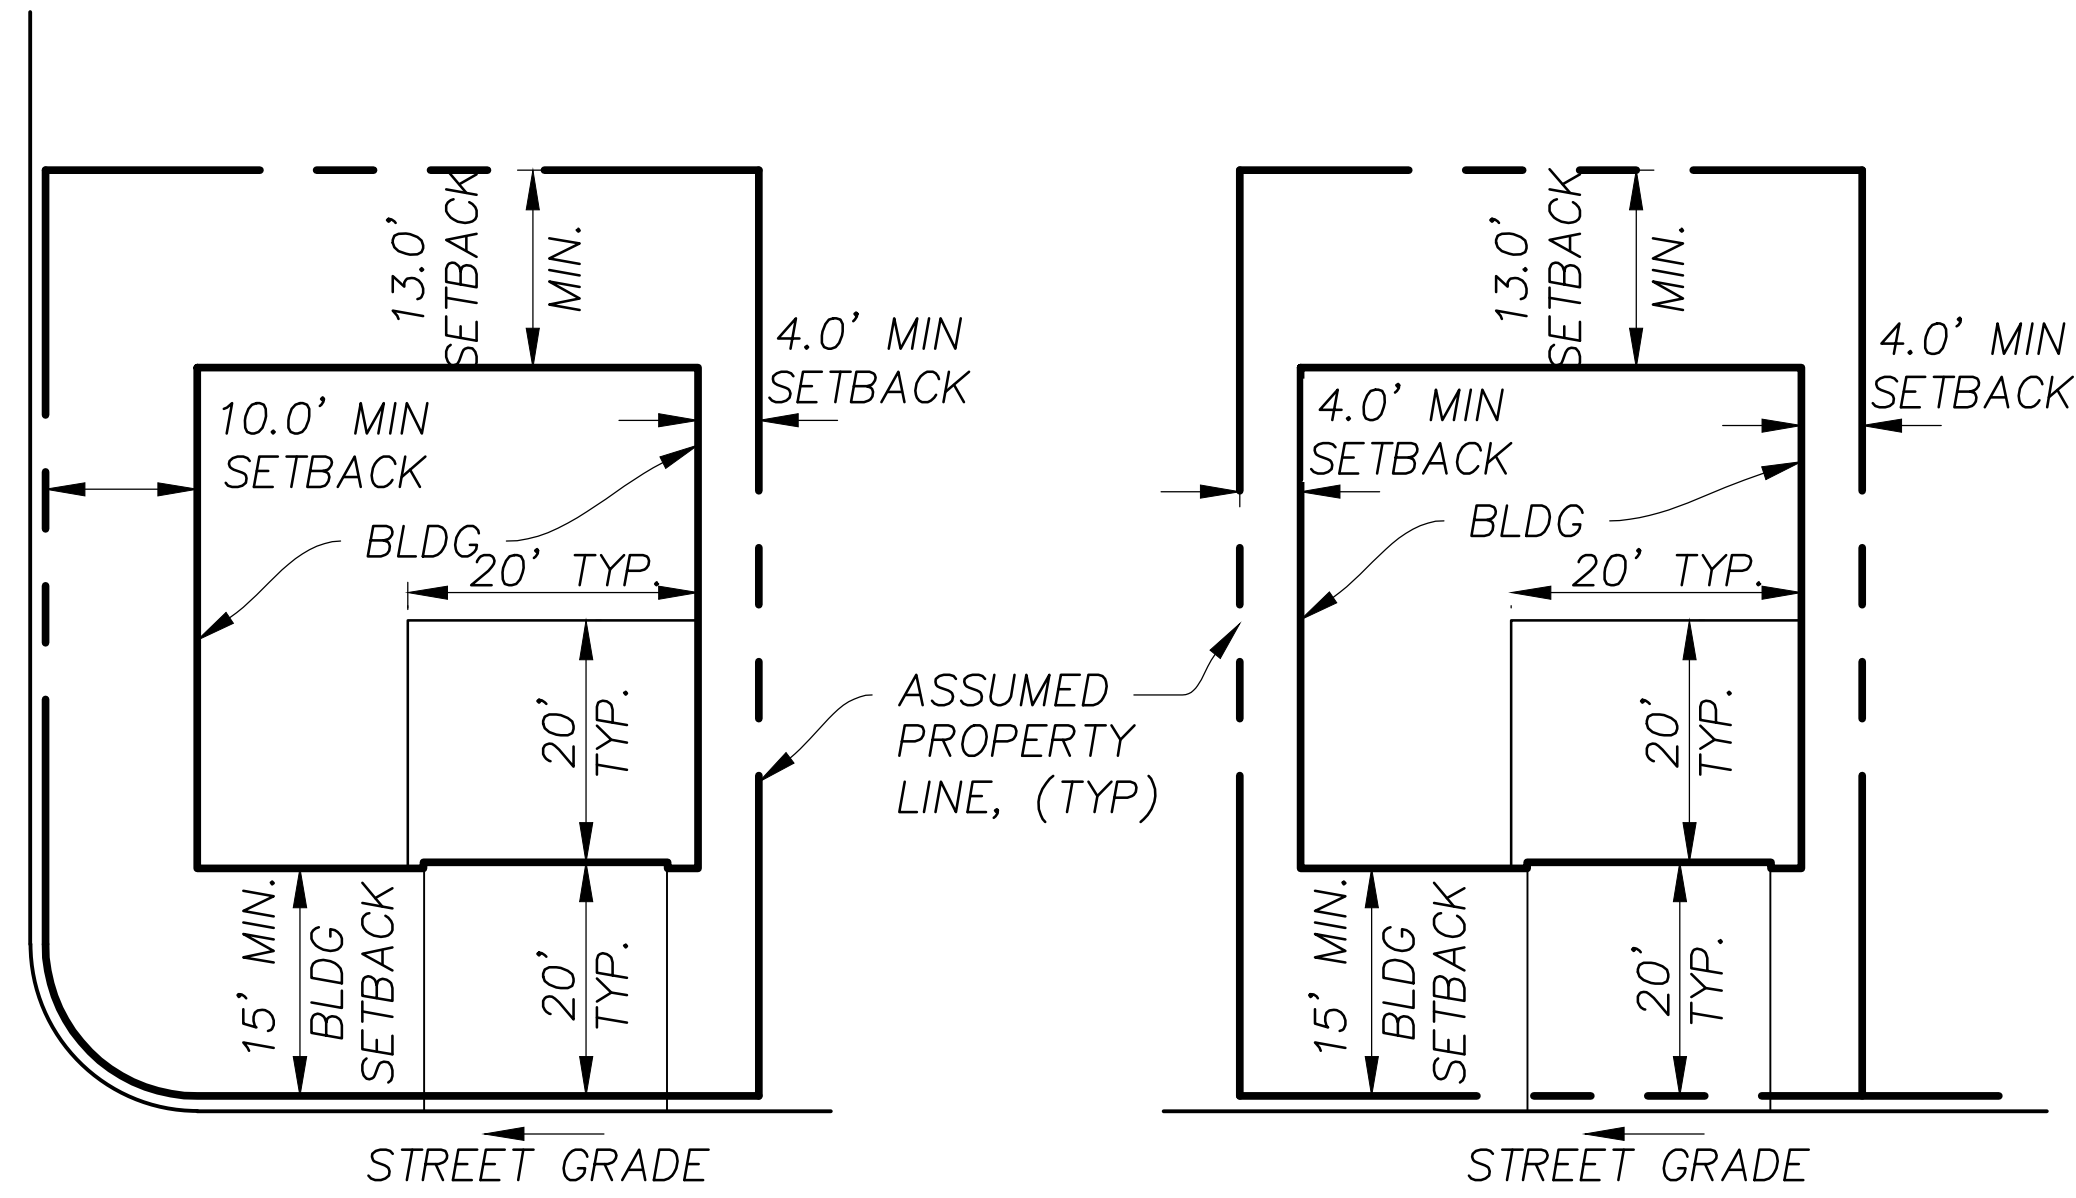 13.0'
SETBACK
MIN.
4.0' MIN
SETBACK
10.0' MIN
SETBACK
BLDG
20' TYP.
20'
TYP.
15' MIN.
BLDG
SETBACK
20'
TYP.
STREET GRADE
ASSUMED
PROPERTY
LINE, (TYP)
13.0'
SETBACK
MIN.
4.0' MIN
SETBACK
4.0' MIN
SETBACK
BLDG
20' TYP.
20'
TYP.
15' MIN.
BLDG
SETBACK
20'
TYP.
STREET GRADE